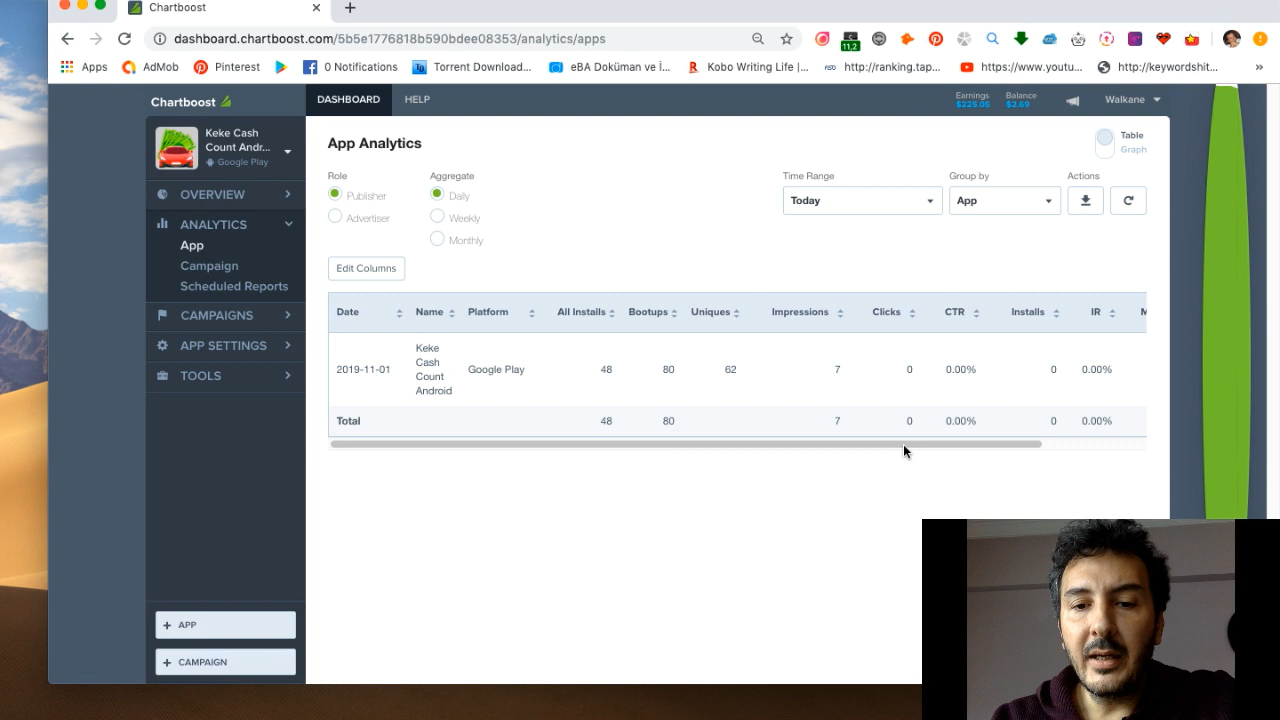 Chartboost
dashboard.chartboost.com/5b5e1776818b590bdee08353/analytics/apps
11,2
Apps
AdMob
Pinterest
0 Notifications
Torrent Download...
eBA Doküman ve İ...
Kobo Writing Life |...
http://ranking.tap...
https://www.youtu...
http://keywordshit...
»
Chartboost
DASHBOARD
HELP
Earnings
$225.05
Balance
$2.69
Walkane
Keke Cash
Count Andr...
Google Play
OVERVIEW
ANALYTICS
App
Campaign
Scheduled Reports
CAMPAIGNS
APP SETTINGS
TOOLS
+ APP
+ CAMPAIGN
App Analytics
Table
Graph
Role
Publisher
Advertiser
Aggregate
Daily
Weekly
Monthly
Time Range
Today
Group by
App
Actions
Edit Columns
Date Name Platform All Installs Bootups Uniques Impressions Clicks CTR Installs IR M
2019-11-01 Keke Cash Count Android Google Play 48 80 62 7 0 0.00% 0 0.00%
Total 48 80 7 0 0.00% 0 0.00%